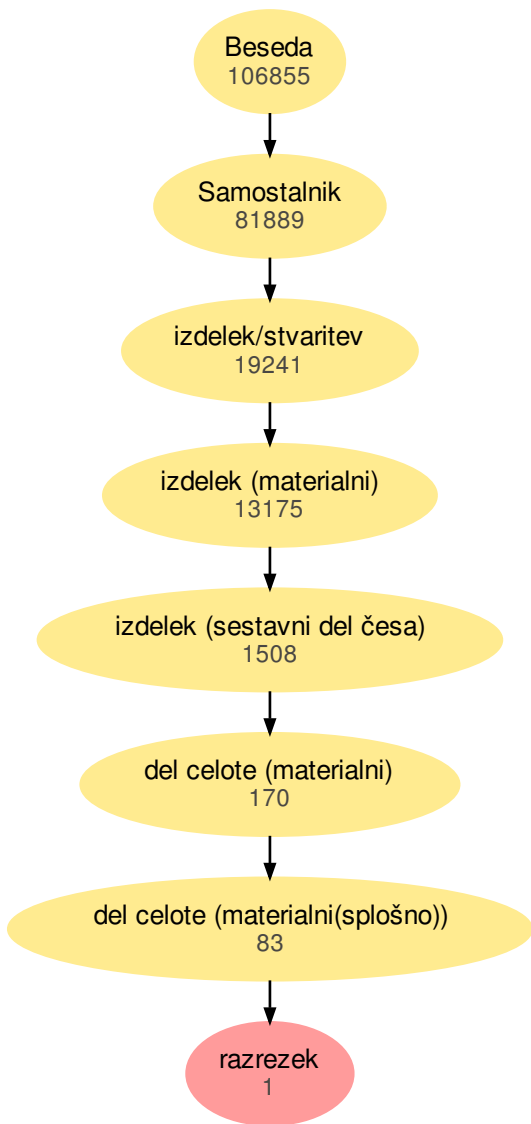 Beseda
106855
Samostalnik
81889
izdelek/stvaritev
19241
izdelek (materialni)
13175
izdelek (sestavni del česa)
1508
del celote (materialni)
170
del celote (materialni(splošno))
83
razrezek
1